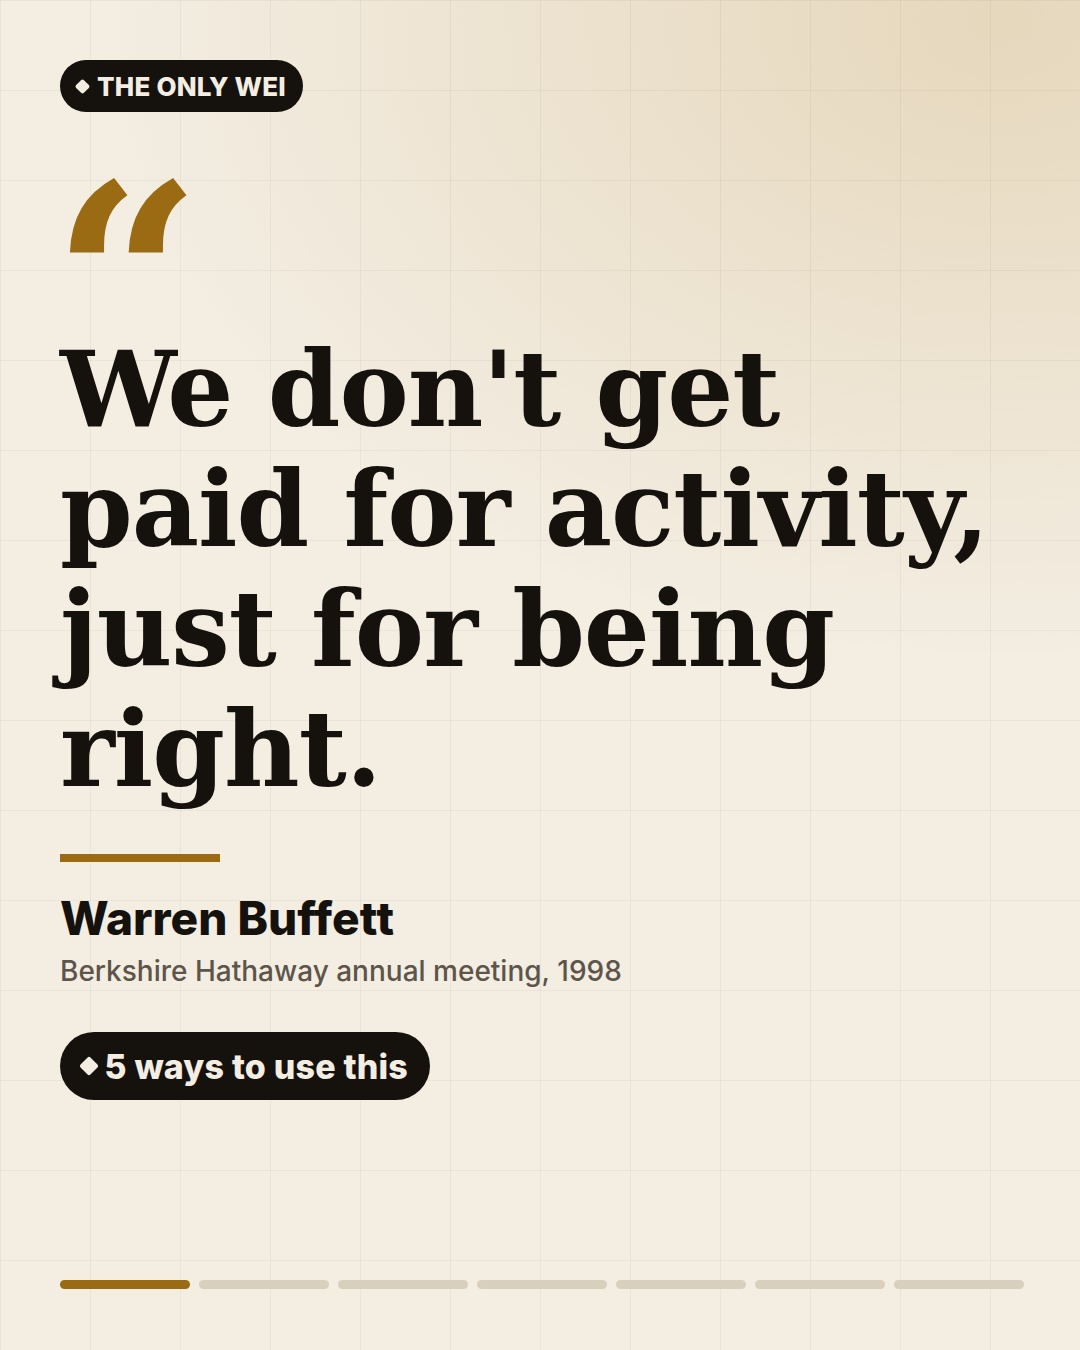 THE ONLY WEI
“
We don't get
paid for activity,
just for being
right.
Warren Buffett
Berkshire Hathaway annual meeting, 1998
5 ways to use this